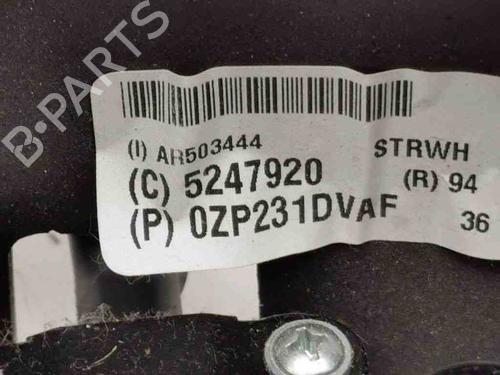 B-PARTS
(I) AR503444 STRWH
(C) 5247920 (R) 94
(P) 0ZP231DVAF 36